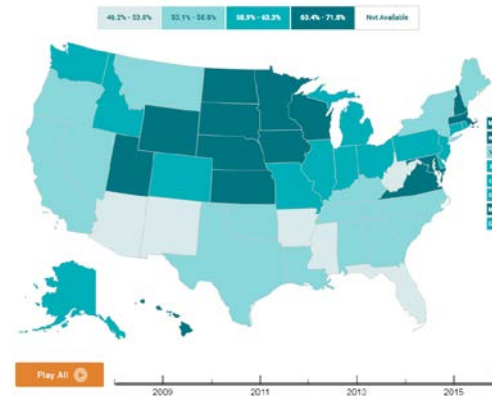 46.2% - 53.0% 53.1% - 58.8% 58.9% - 63.3% 63.4% - 71.8% Not Available
Play All
2009 2011 2013 2015